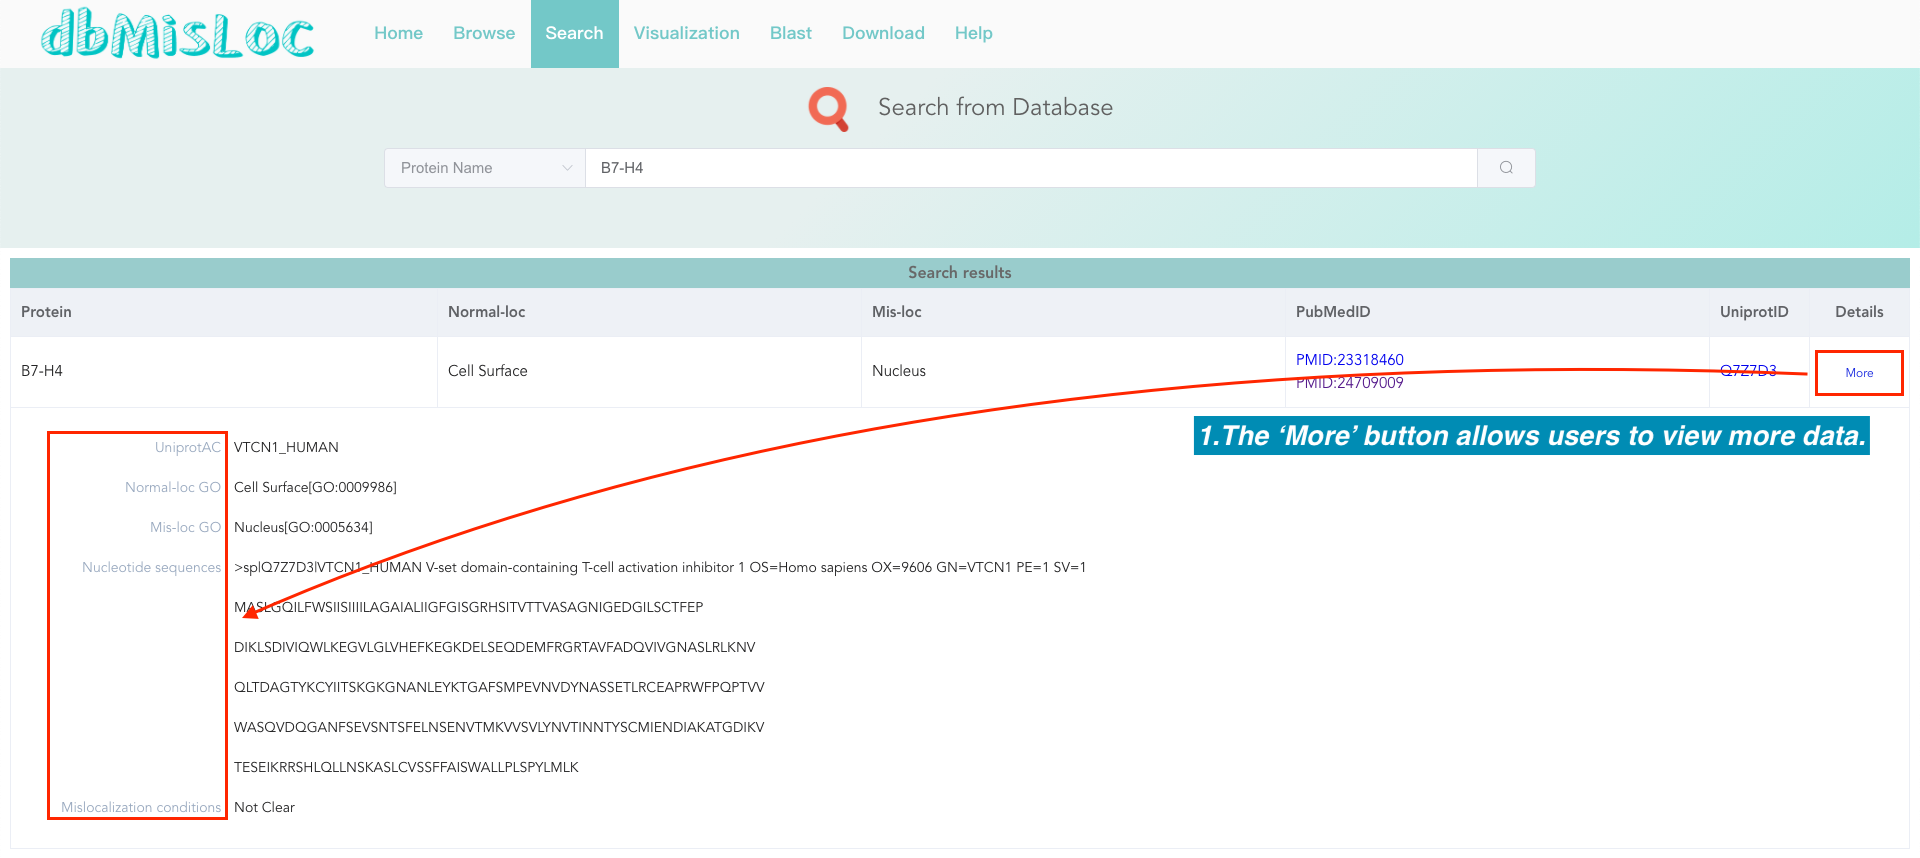 dbMisLoc
Home Browse Search Visualization Blast Download Help
Search from Database
Protein Name B7-H4
Search results
Protein Normal-loc Mis-loc PubMedID UniprotID Details
B7-H4 Cell Surface Nucleus PMID:23318460 Q7Z7D3 More
PMID:24709009
1.The ‘More’ button allows users to view more data.
UniprotAC VTCN1_HUMAN
Normal-loc GO Cell Surface[GO:0009986]
Mis-loc GO Nucleus[GO:0005634]
Nucleotide sequences >sp|Q7Z7D3|VTCN1_HUMAN V-set domain-containing T-cell activation inhibitor 1 OS=Homo sapiens OX=9606 GN=VTCN1 PE=1 SV=1
MASLGQILFWSIISIIIILAGAIALIIGFGISGRHSITVTTVASAGNIGEDGILSCTFEP
DIKLSDIVIQWLKEGVLGLVHEFKEGKDELSEQDEMFRGRTAVFADQVIVGNASLRLKNV
QLTDAGTYKCYIITSKGKGNANLEYKTGAFSMPEVNVDYNASSETLRCEAPRWFPQPTVV
WASQVDQGANFSEVSNTSFELNSENVTMKVVSVLYNVTINNTYSCMIENDIAKATGDIKV
TESEIKRRSHLQLLNSKASLCVSSFFAISWALLPLSPYLMLK
Mislocalization conditions Not Clear